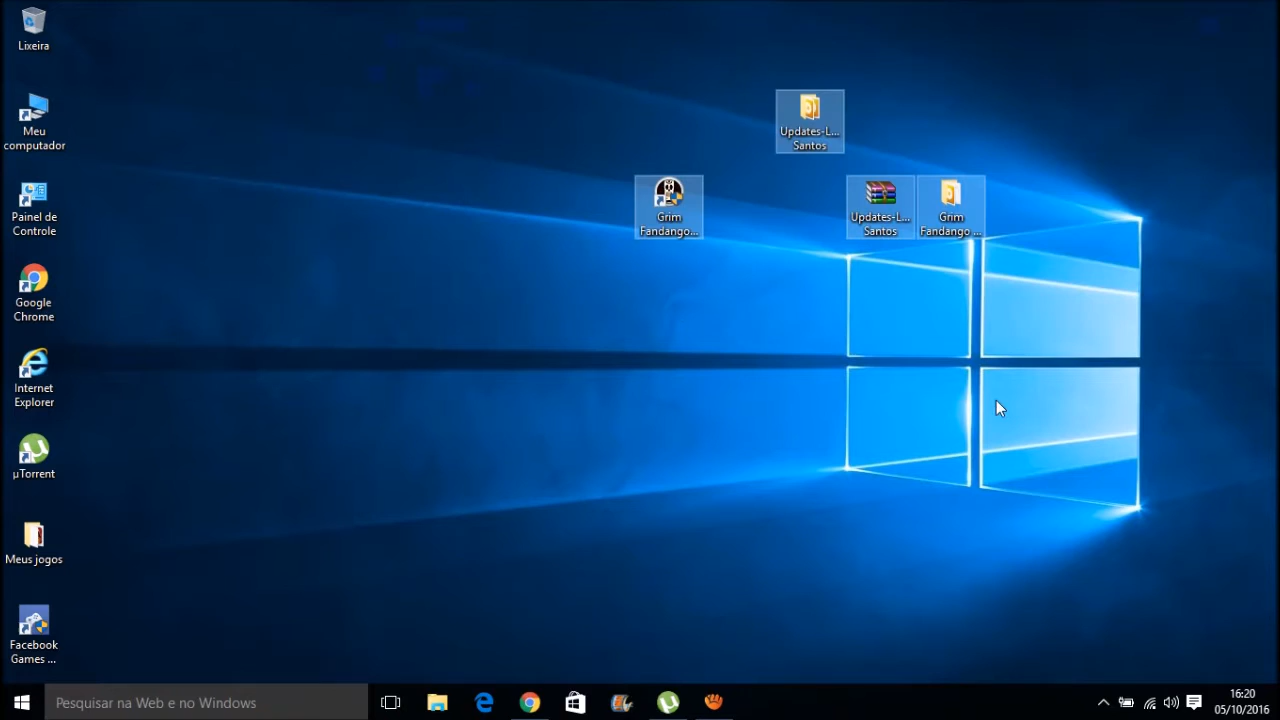 Lixeira
Meu
computador
Painel de
Controle
Google
Chrome
Internet
Explorer
µTorrent
Meus jogos
Facebook
Games ...
Updates-L...
Santos
Grim
Fandango...
Updates-L...
Santos
Grim
Fandango ...
Pesquisar na Web e no Windows
16:20
05/10/2016